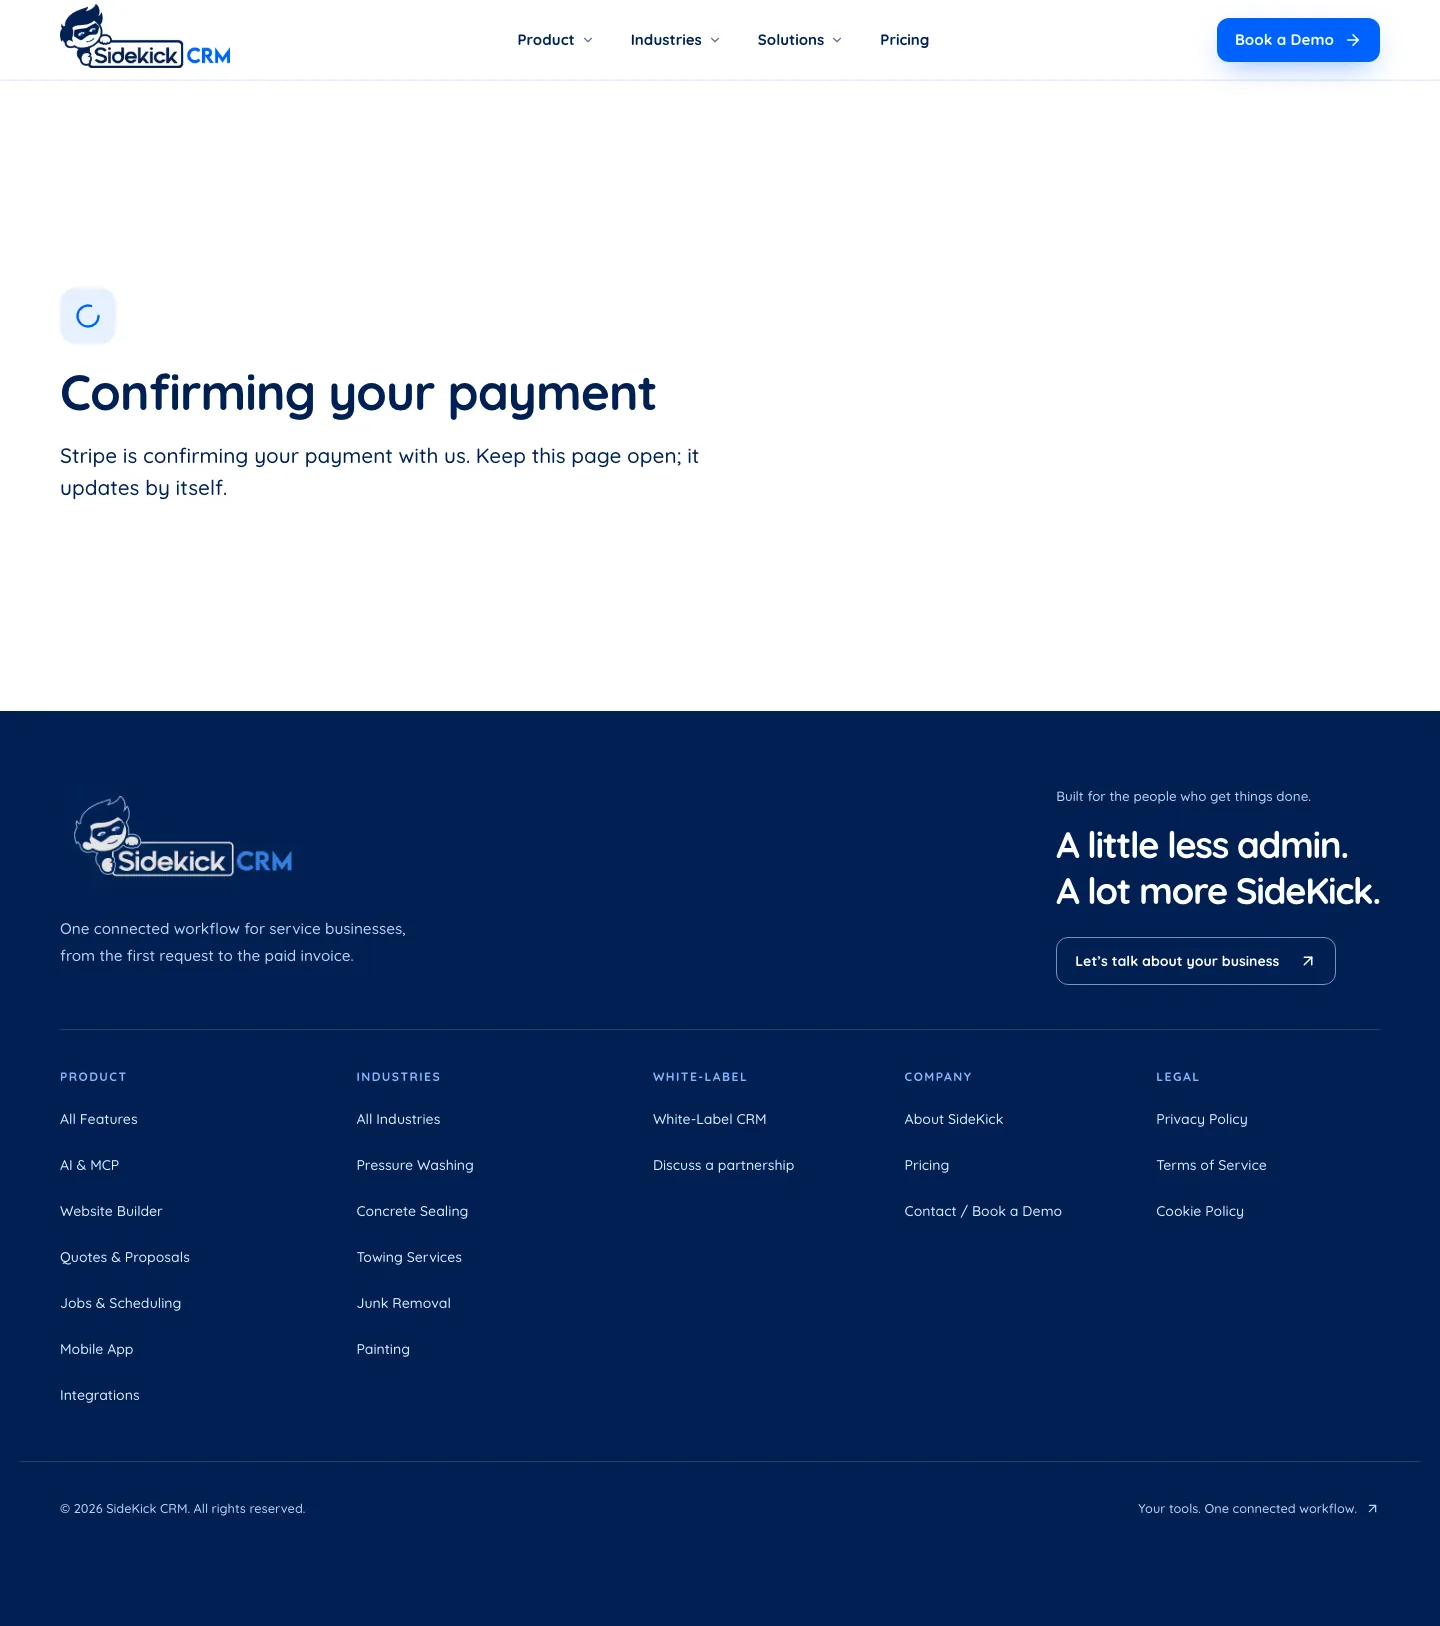 Sidekick CRM
Product
Industries
Solutions
Pricing
Book a Demo
Confirming your payment
Stripe is confirming your payment with us. Keep this page open; it
updates by itself.
Sidekick CRM
One connected workflow for service businesses,
from the first request to the paid invoice.
Built for the people who get things done.
A little less admin.
A lot more SideKick.
Let’s talk about your business
PRODUCT
All Features
AI & MCP
Website Builder
Quotes & Proposals
Jobs & Scheduling
Mobile App
Integrations
INDUSTRIES
All Industries
Pressure Washing
Concrete Sealing
Towing Services
Junk Removal
Painting
WHITE-LABEL
White-Label CRM
Discuss a partnership
COMPANY
About SideKick
Pricing
Contact / Book a Demo
LEGAL
Privacy Policy
Terms of Service
Cookie Policy
© 2026 SideKick CRM. All rights reserved.
Your tools. One connected workflow.